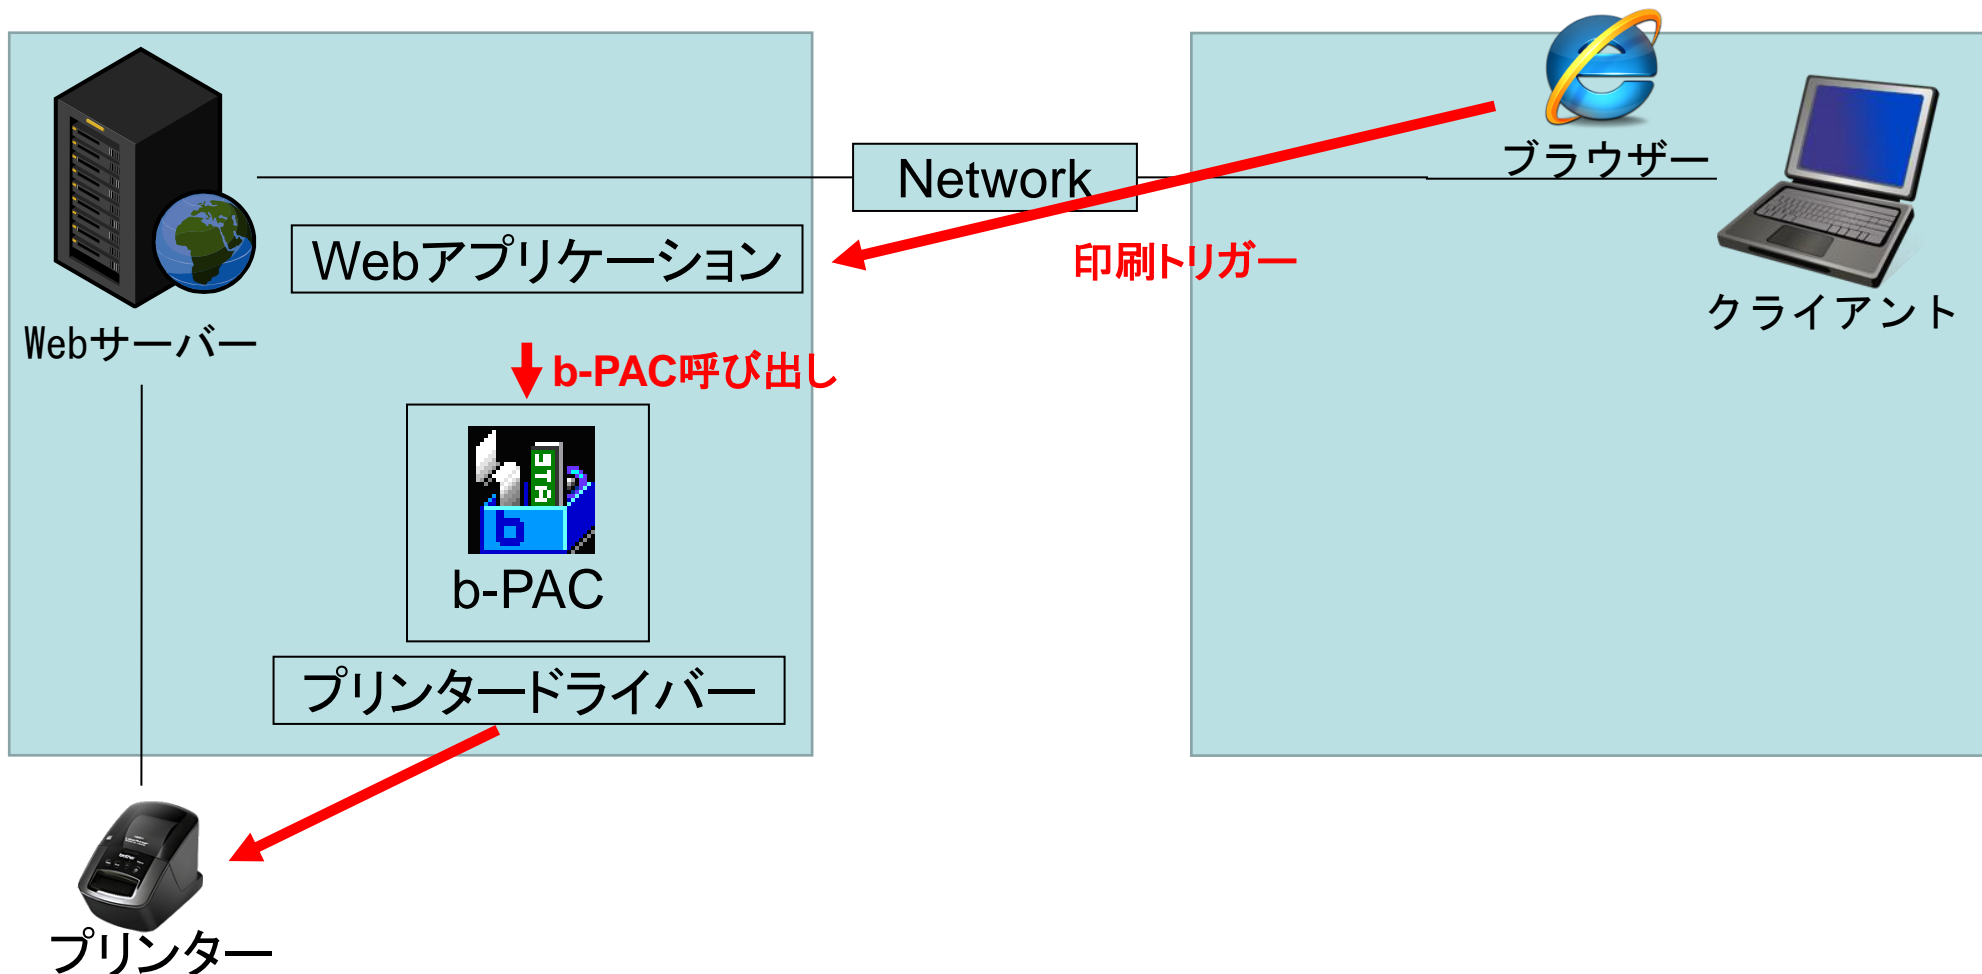 ブラウザー
Network
Webアプリケーション
印刷トリガー
クライアント
Webサーバー
b-PAC呼び出し
b
b-PAC
プリンタードライバー
プリンター